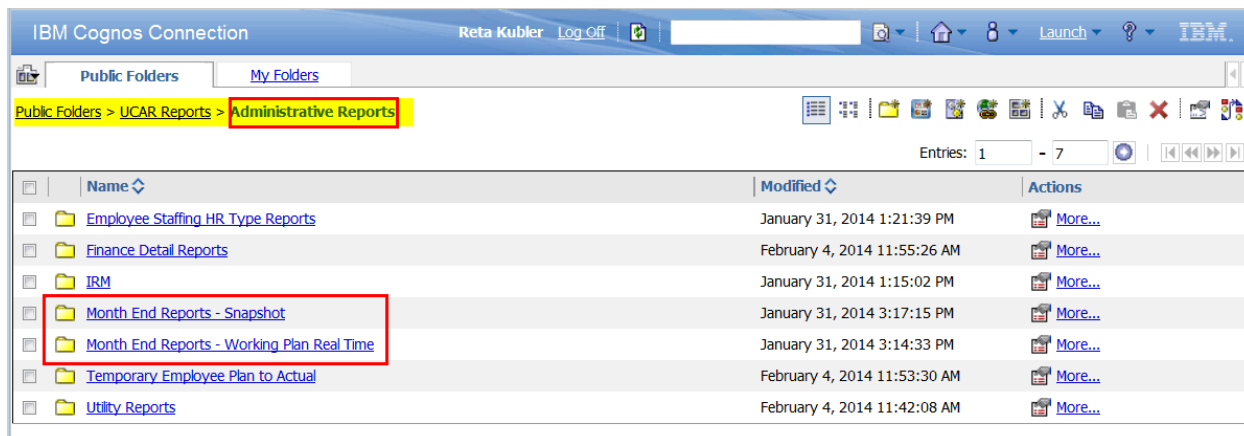 IBM Cognos Connection Reta Kubler Log Off Launch ? IBM.
Public Folders My Folders
Public Folders > UCAR Reports > Administrative Reports
Entries: 1 - 7
Name Modified Actions
Employee Staffing HR Type Reports January 31, 2014 1:21:39 PM More...
Finance Detail Reports February 4, 2014 11:55:26 AM More...
IRM January 31, 2014 1:15:02 PM More...
Month End Reports - Snapshot January 31, 2014 3:17:15 PM More...
Month End Reports - Working Plan Real Time January 31, 2014 3:14:33 PM More...
Temporary Employee Plan to Actual February 4, 2014 11:53:30 AM More...
Utility Reports February 4, 2014 11:42:08 AM More...